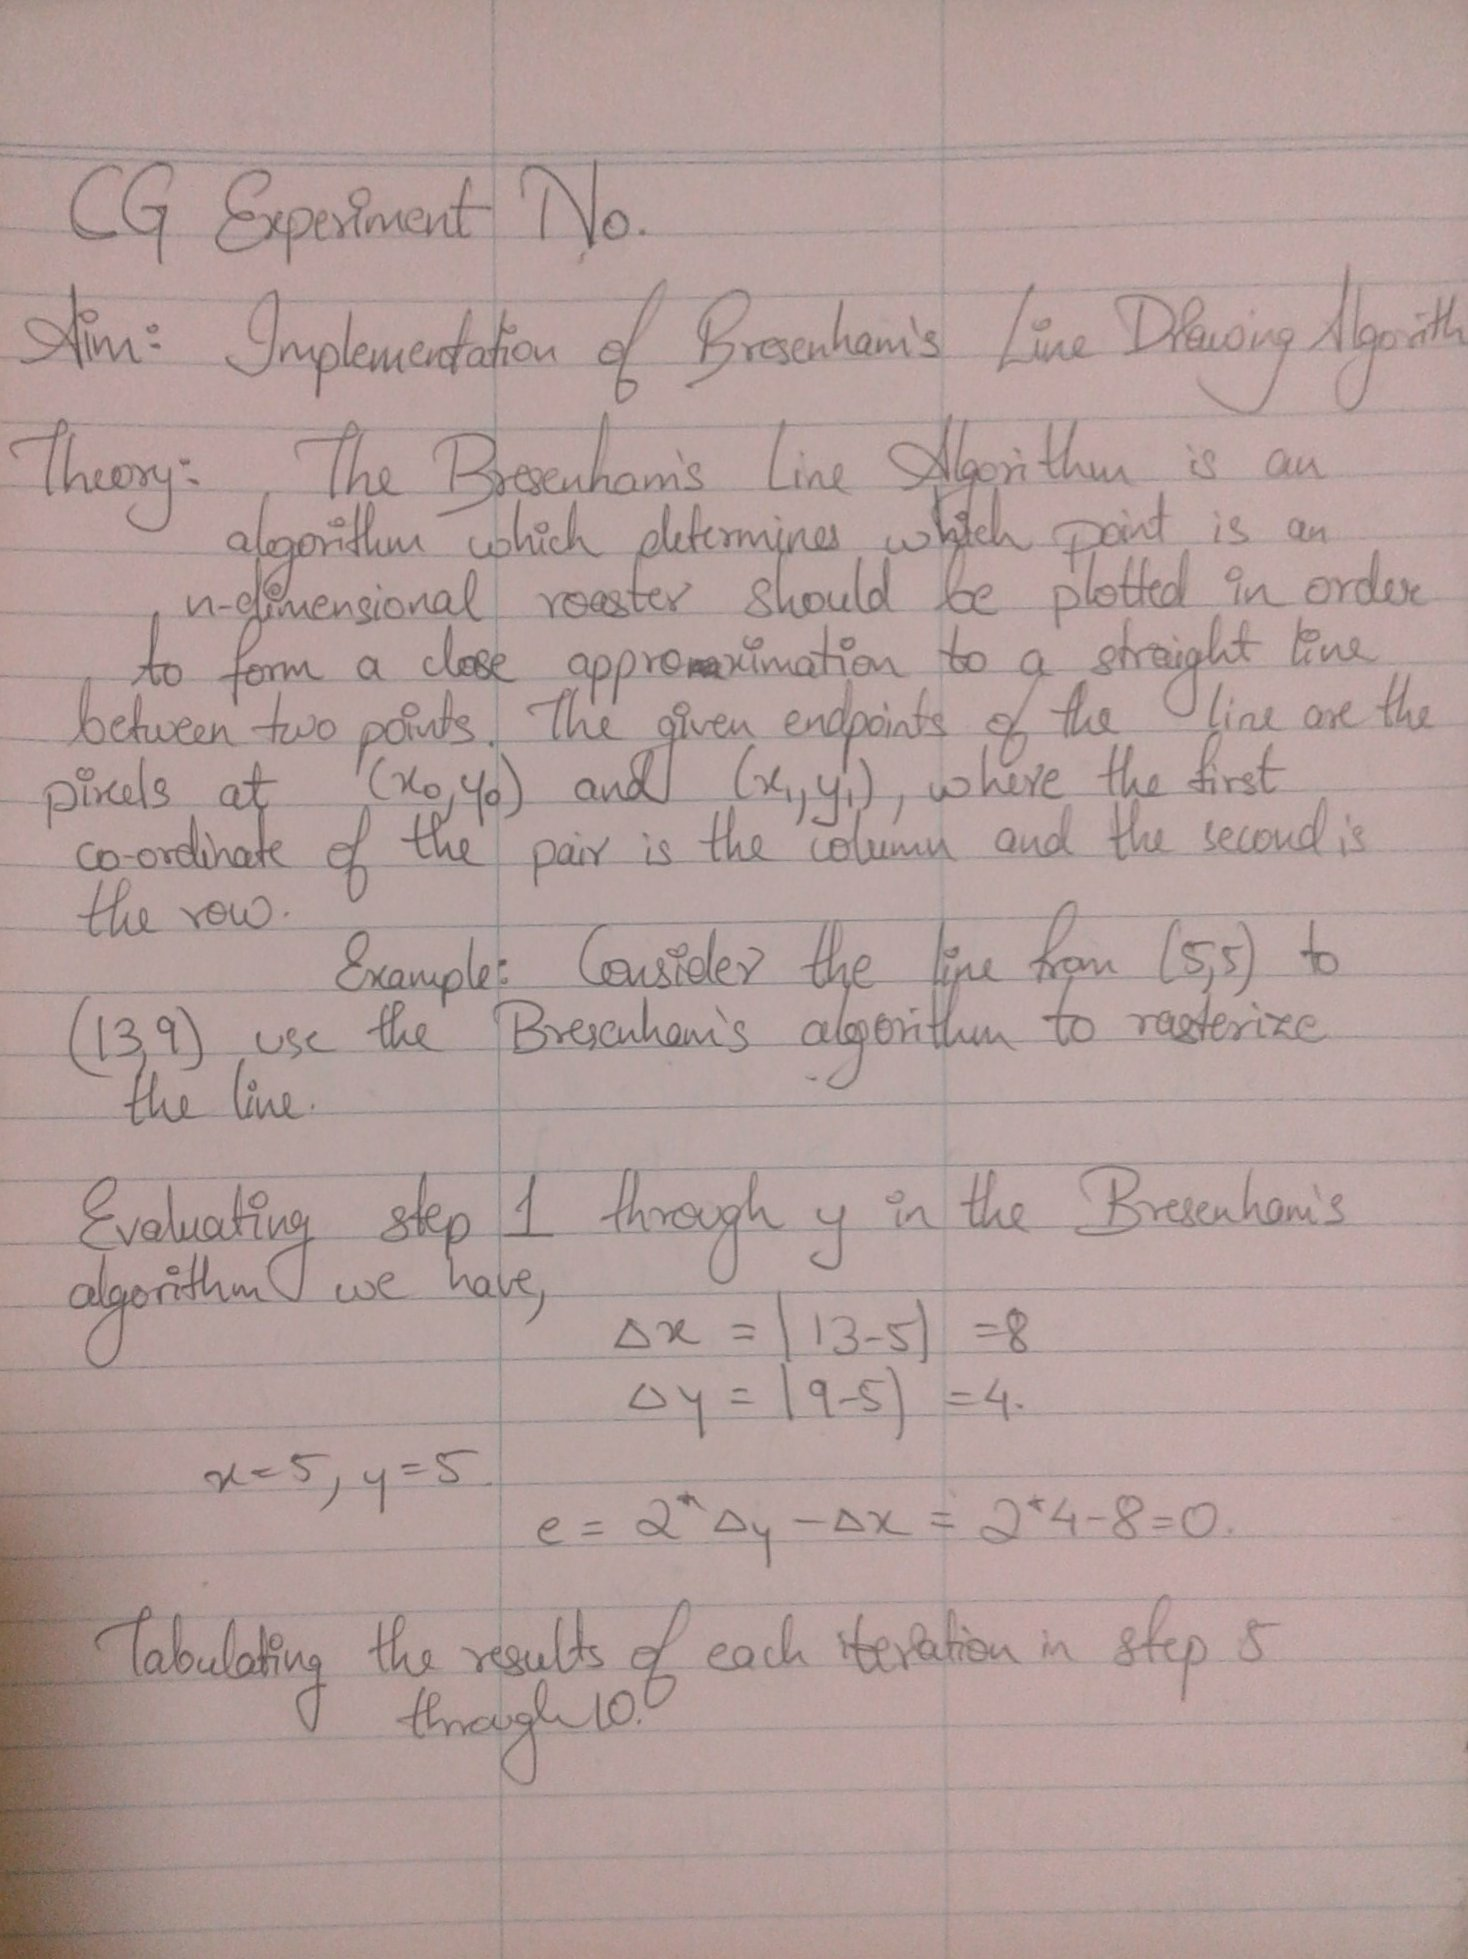 CG Experiment No.
Aim: Implementation of Bresenham's Line Drawing Algorith
Theory: The Bresenham's Line Algorithm is an
algorithm which determines which point is an
n-dimensional roaster should be plotted in order
to form a close approximation to a straight line
between two points. The given endpoints of the line are the
pixels at (x₀,y₀) and (x₁,y₁), where the first
co-ordinate of the pair is the column and the second is
the row.
Example: Consider the line from (5,5) to
(13,9) use the Bresenham's algorithm to rasterize
the line.
Evaluating step 1 through y in the Bresenham's
algorithm we have,
Δx = |13-5| =8
Δy = |9-5| =4.
x=5, y=5
e = 2*Δy - Δx = 2*4-8=0.
Tabulating the results of each iteration in step 5
through 10.